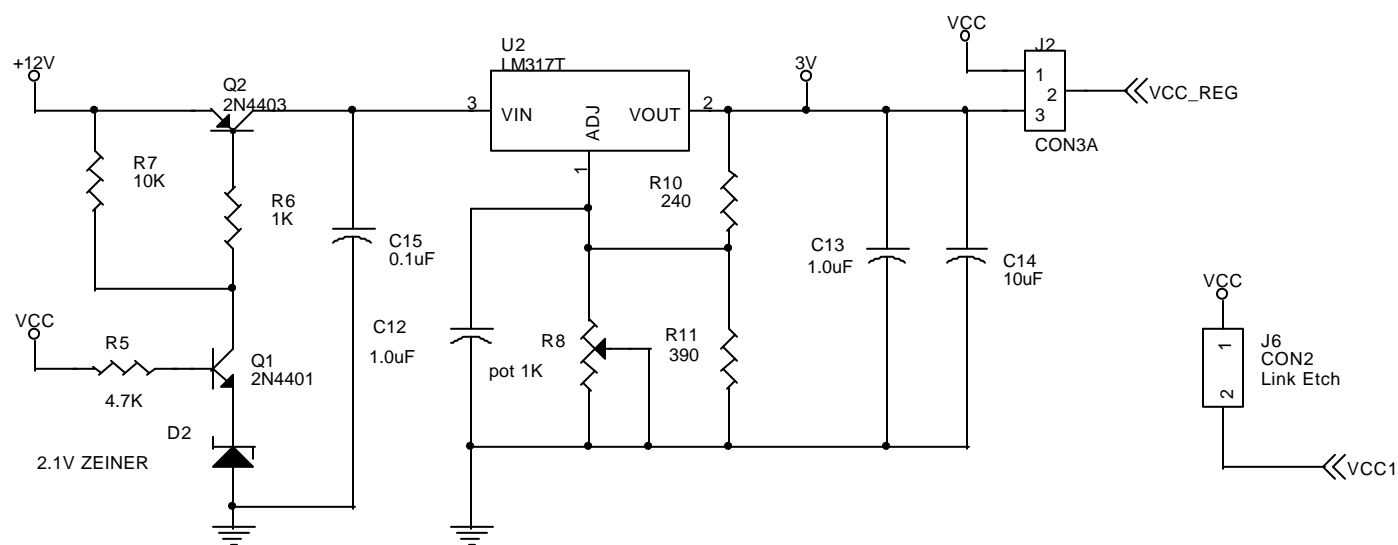 +12V
Q2
2N4403
R7
10K
R6
1K
VCC
R5
4.7K
Q1
2N4401
D2
2.1V ZEINER
C15
0.1uF
U2
LM317T
3
VIN
ADJ
VOUT
2
1
3V
R10
240
C12
1.0uF
R8
pot 1K
R11
390
C13
1.0uF
C14
10uF
VCC
J2
1
2
3
CON3A
VCC_REG
VCC
1
2
J6
CON2
Link Etch
VCC1